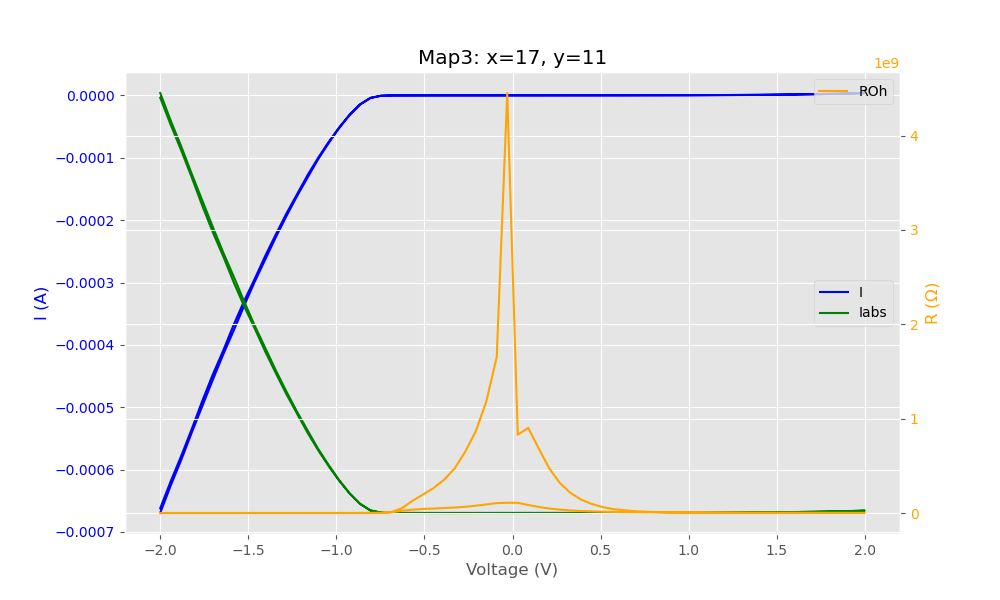 Map3: x=17, y=11
1e9
ROh
I
Iabs
0.0000
−0.0001
−0.0002
−0.0003
−0.0004
−0.0005
−0.0006
−0.0007
I (A)
4
3
2
1
0
R (Ω)
−2.0 −1.5 −1.0 −0.5 0.0 0.5 1.0 1.5 2.0
Voltage (V)